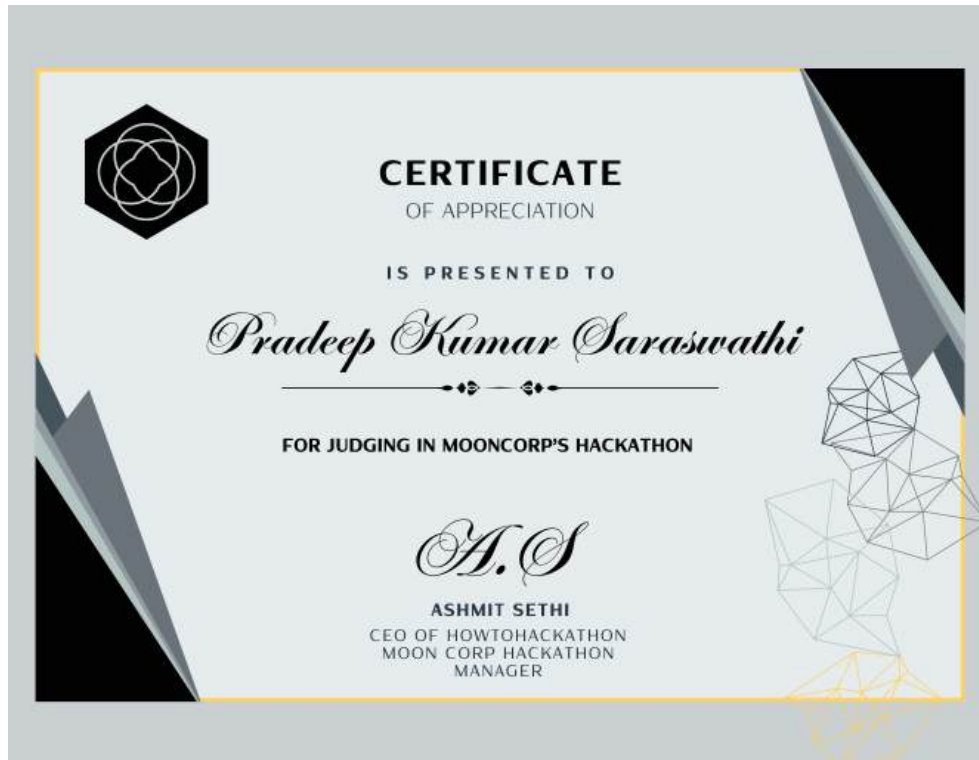 CERTIFICATE
OF APPRECIATION
IS PRESENTED TO
Pradeep Kumar Saraswathi
FOR JUDGING IN MOONCORP'S HACKATHON
A.S
ASHMIT SETHI
CEO OF HOWTOHACKATHON
MOON CORP HACKATHON
MANAGER